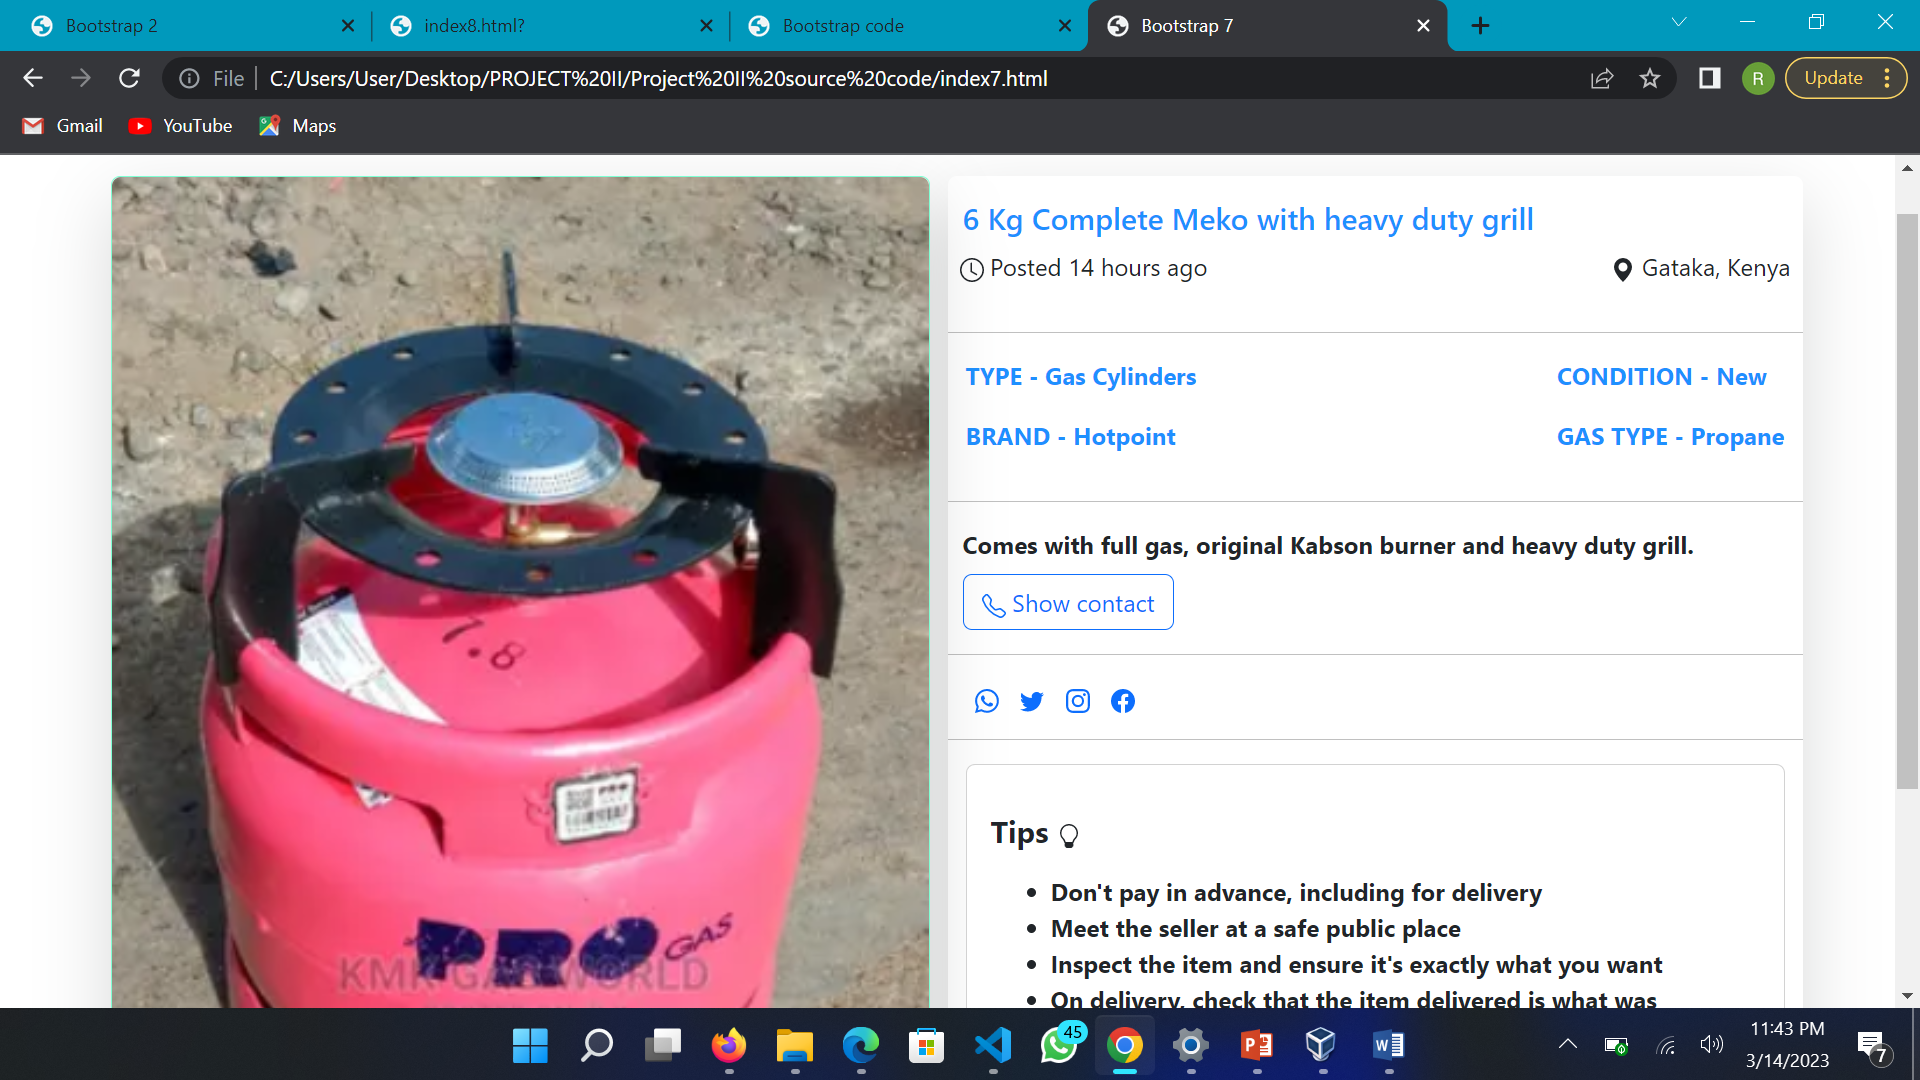 Bootstrap 2
index8.html?
Bootstrap code
Bootstrap 7
File
C:/Users/User/Desktop/PROJECT%20II/Project%20II%20source%20code/index7.html
R
Update
Gmail
YouTube
Maps
7.8
PRO GAS
KMK GAS WORLD
6 Kg Complete Meko with heavy duty grill
Posted 14 hours ago
Gataka, Kenya
TYPE - Gas Cylinders
CONDITION - New
BRAND - Hotpoint
GAS TYPE - Propane
Comes with full gas, original Kabson burner and heavy duty grill.
Show contact
Tips
Don't pay in advance, including for delivery
Meet the seller at a safe public place
Inspect the item and ensure it's exactly what you want
On delivery, check that the item delivered is what was
45
11:43 PM
3/14/2023
7